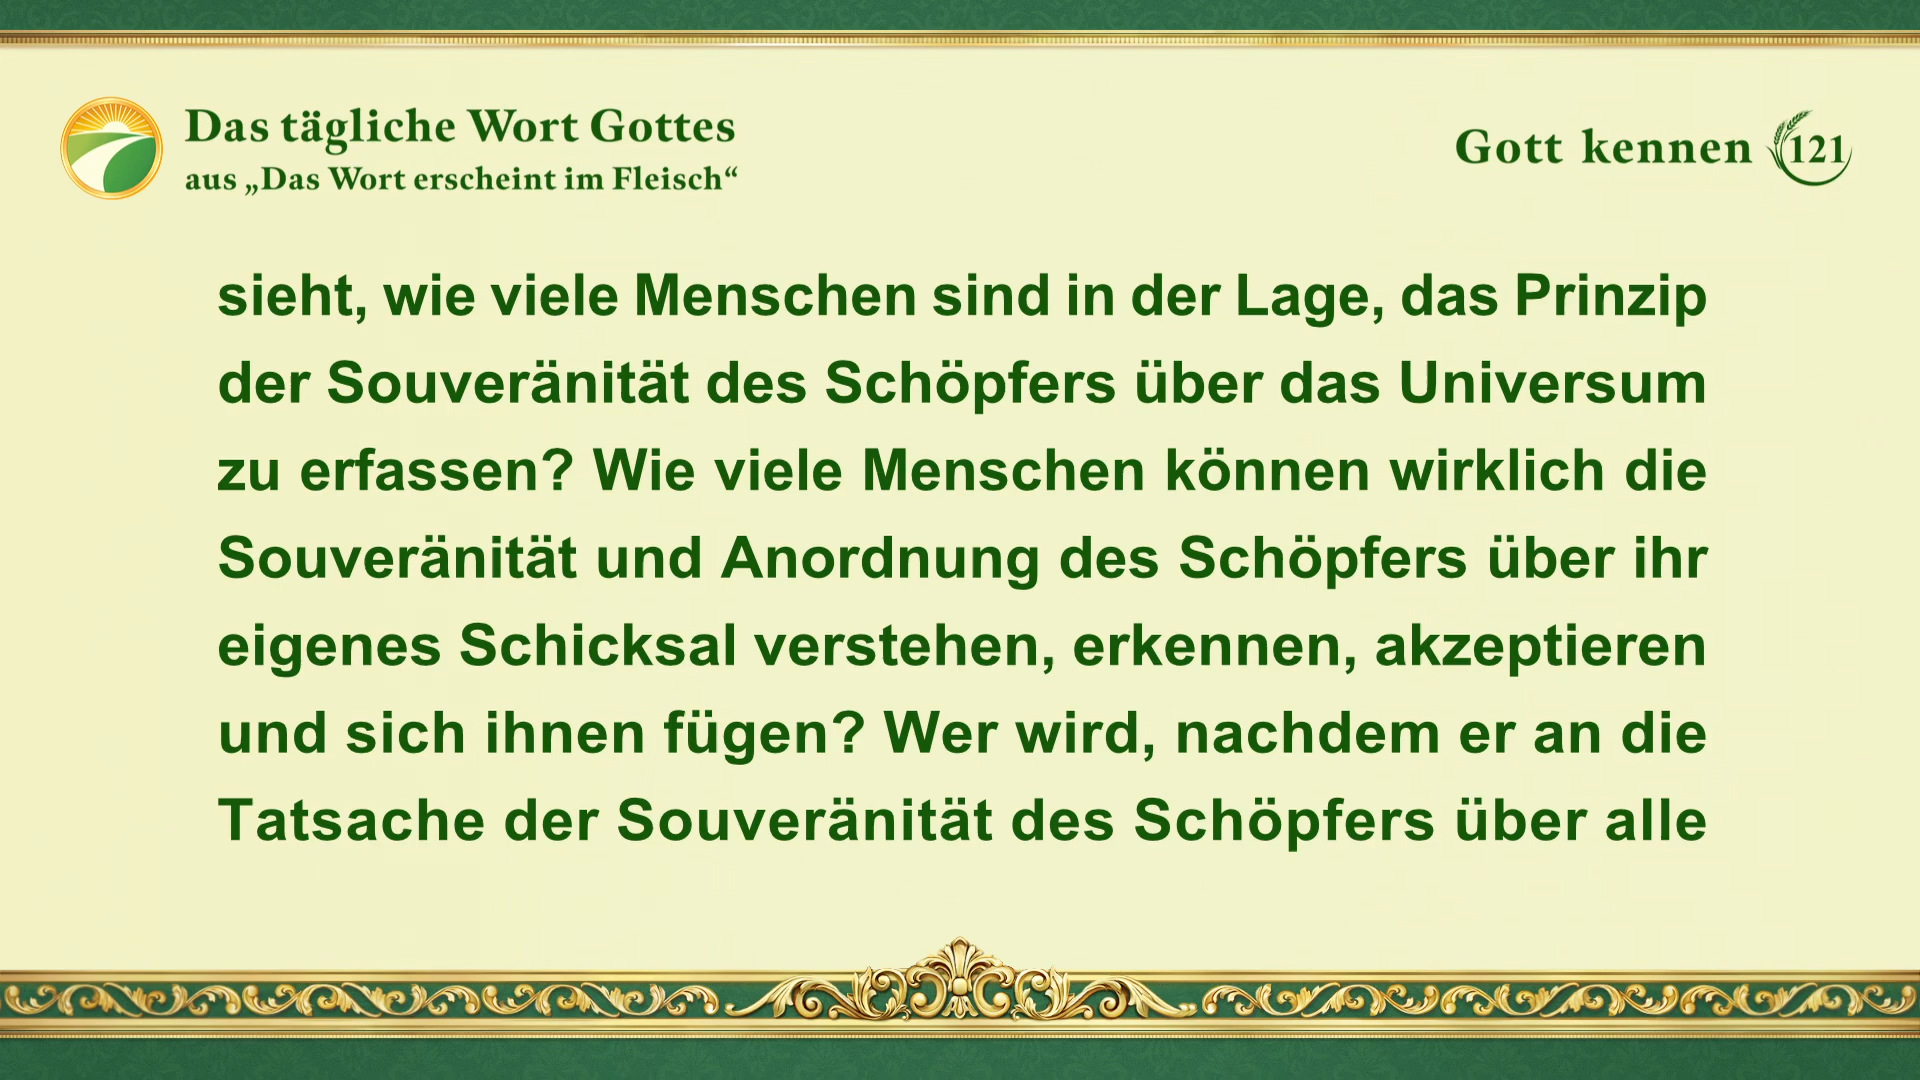 Das tägliche Wort Gottes
aus „Das Wort erscheint im Fleisch“
Gott kennen 121
sieht, wie viele Menschen sind in der Lage, das Prinzip
der Souveränität des Schöpfers über das Universum
zu erfassen? Wie viele Menschen können wirklich die
Souveränität und Anordnung des Schöpfers über ihr
eigenes Schicksal verstehen, erkennen, akzeptieren
und sich ihnen fügen? Wer wird, nachdem er an die
Tatsache der Souveränität des Schöpfers über alle